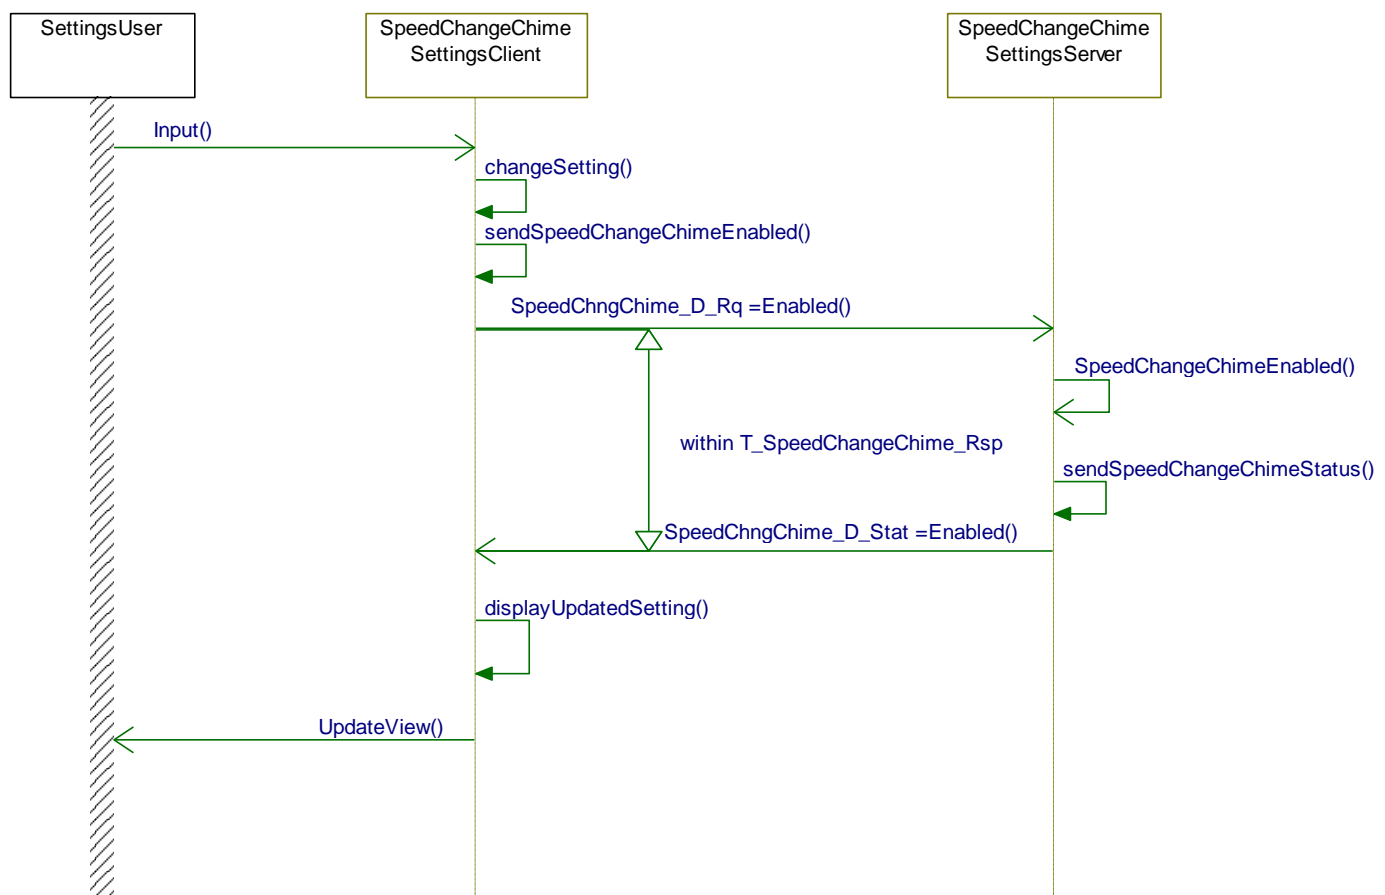 SettingsUser
SpeedChangeChime
SettingsClient
SpeedChangeChime
SettingsServer
Input()
changeSetting()
sendSpeedChangeChimeEnabled()
SpeedChngChime_D_Rq =Enabled()
SpeedChangeChimeEnabled()
within T_SpeedChangeChime_Rsp
sendSpeedChangeChimeStatus()
SpeedChngChime_D_Stat =Enabled()
displayUpdatedSetting()
UpdateView()